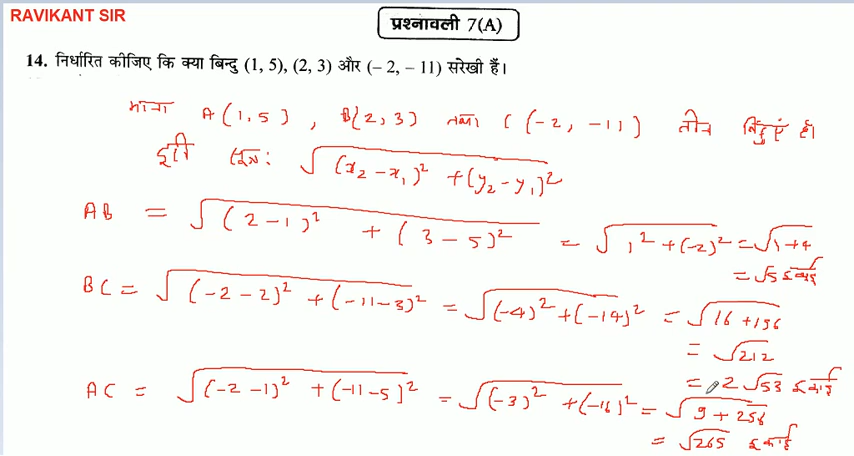 RAVIKANT SIR
प्रश्नावली 7(A)
14. निर्धारित कीजिए कि क्या बिन्दु (1, 5), (2, 3) और (– 2, – 11) सरेखी हैं।
माना A(1,5) , B(2,3) तथा C(-2, -11) तीन बिंदुएं हैं।
दूरी सूत्र: √(x₂-x₁)² +(y₂-y₁)²
AB = √(2-1)² + (3-5)² = √1² +(-2)² = √1+4
= √5 इकाई
BC = √(-2-2)² +(-11-3)² = √(-4)² +(-14)² = √16+196
= √212
= 2√53 इकाई
AC = √(-2-1)² +(-11-5)² = √(-3)² +(-16)² = √9+256
= √265 इकाई